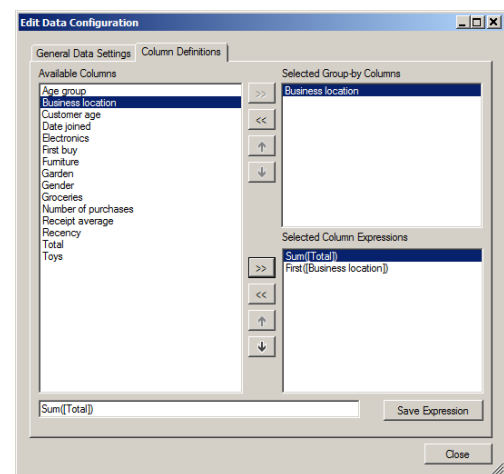 Edit Data Configuration
General Data Settings
Column Definitions
Available Columns
Age group
Business location
Customer age
Date joined
Electronics
First buy
Furniture
Garden
Gender
Groceries
Number of purchases
Receipt average
Recency
Total
Toys
>>
<<
Selected Group-by Columns
Business location
>>
<<
Selected Column Expressions
Sum([Total])
First([Business location])
Sum([Total])
Save Expression
Close